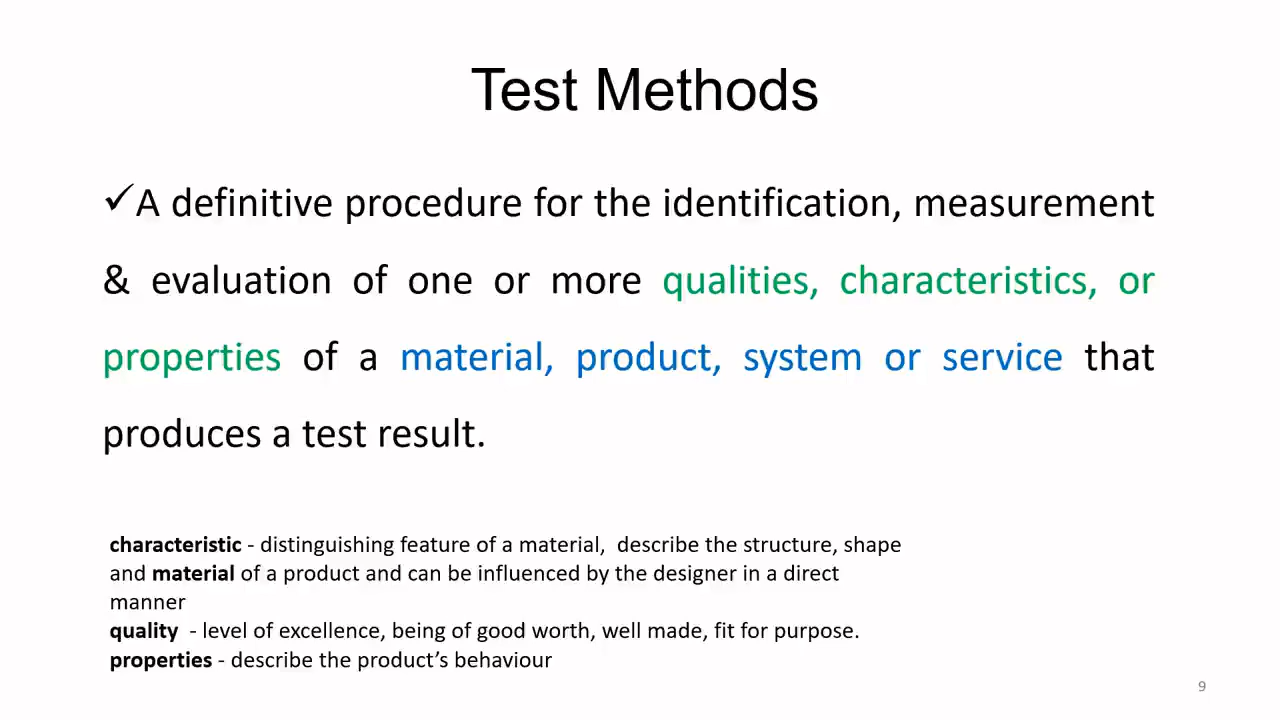 Test Methods
✓A definitive procedure for the identification, measurement
& evaluation of one or more qualities, characteristics, or
properties of a material, product, system or service that
produces a test result.
characteristic - distinguishing feature of a material,  describe the structure, shape
and material of a product and can be influenced by the designer in a direct
manner
quality  - level of excellence, being of good worth, well made, fit for purpose.
properties - describe the product’s behaviour
9